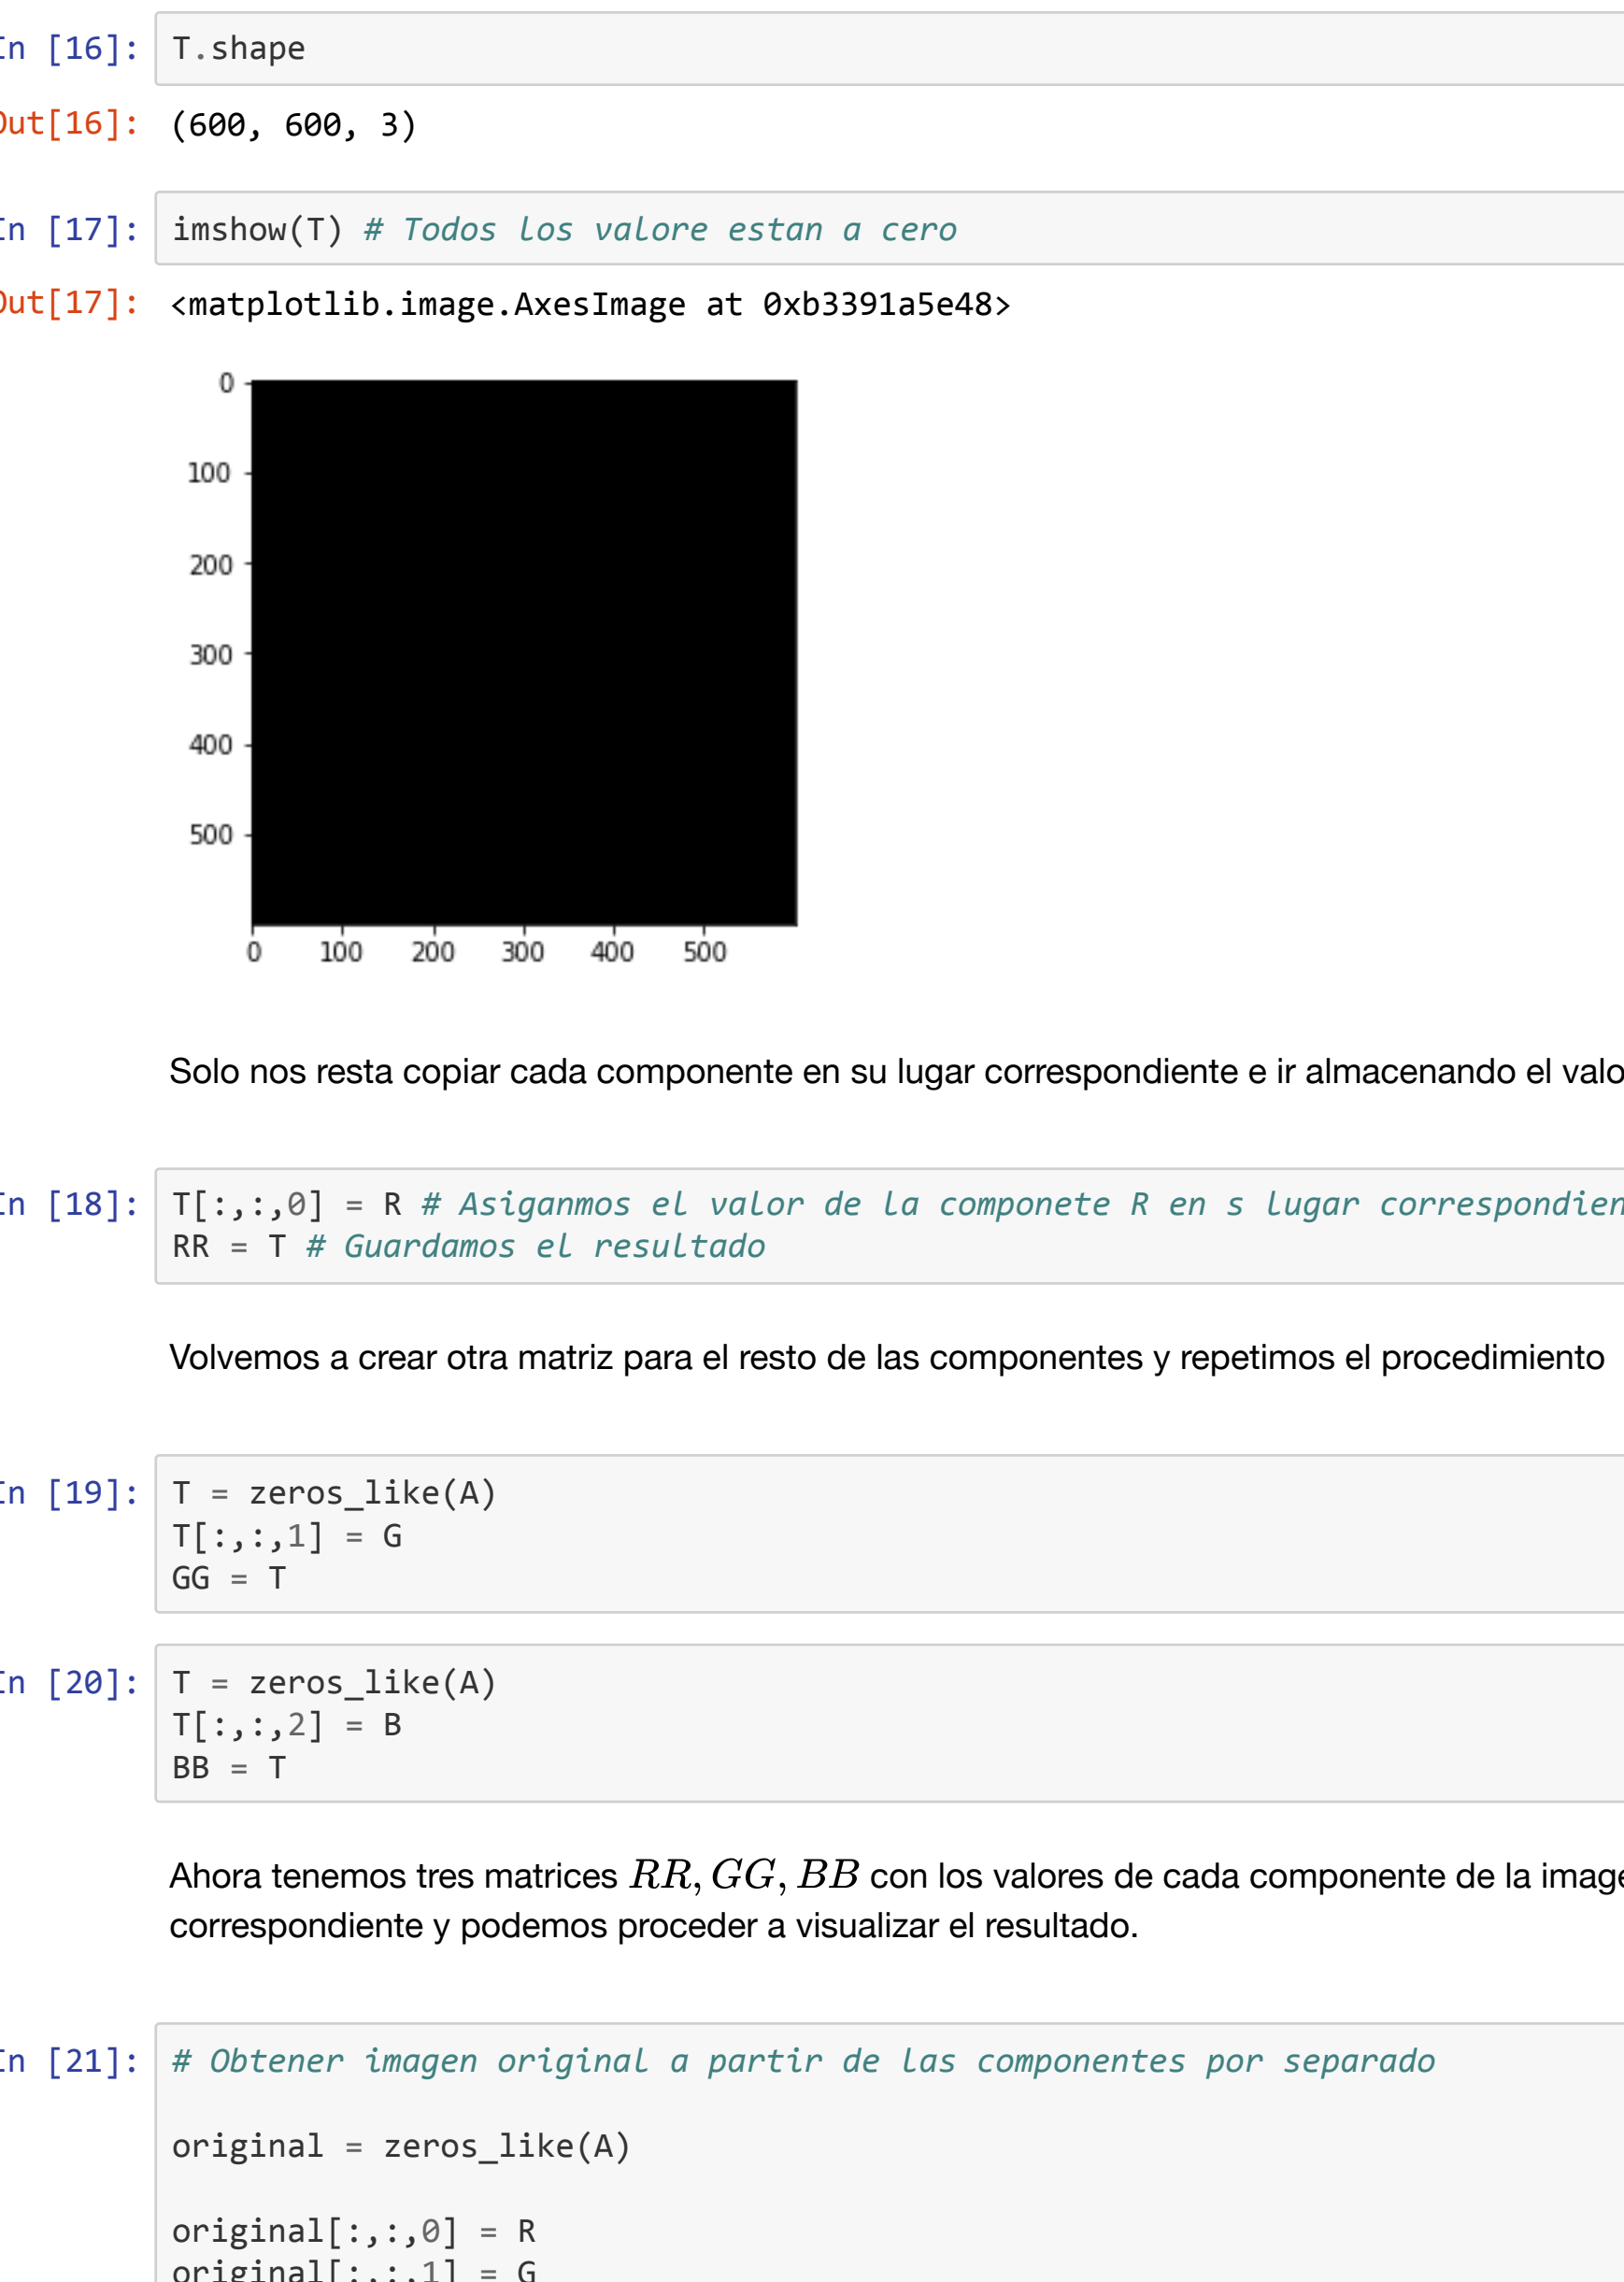 In [16]: T.shape
Out[16]: (600, 600, 3)
In [17]: imshow(T) # Todos los valore estan a cero
Out[17]: <matplotlib.image.AxesImage at 0xb3391a5e48>
0
100
200
300
400
500
0 100 200 300 400 500
Solo nos resta copiar cada componente en su lugar correspondiente e ir almacenando el valo
In [18]: T[:,:,0] = R # Asiganmos el valor de la componete R en s lugar correspondien
RR = T # Guardamos el resultado
Volvemos a crear otra matriz para el resto de las componentes y repetimos el procedimiento
In [19]: T = zeros_like(A)
T[:,:,1] = G
GG = T
In [20]: T = zeros_like(A)
T[:,:,2] = B
BB = T
Ahora tenemos tres matrices RR, GG, BB con los valores de cada componente de la image
correspondiente y podemos proceder a visualizar el resultado.
In [21]: # Obtener imagen original a partir de las componentes por separado
original = zeros_like(A)
original[:,:,0] = R
original[:,:,1] = G